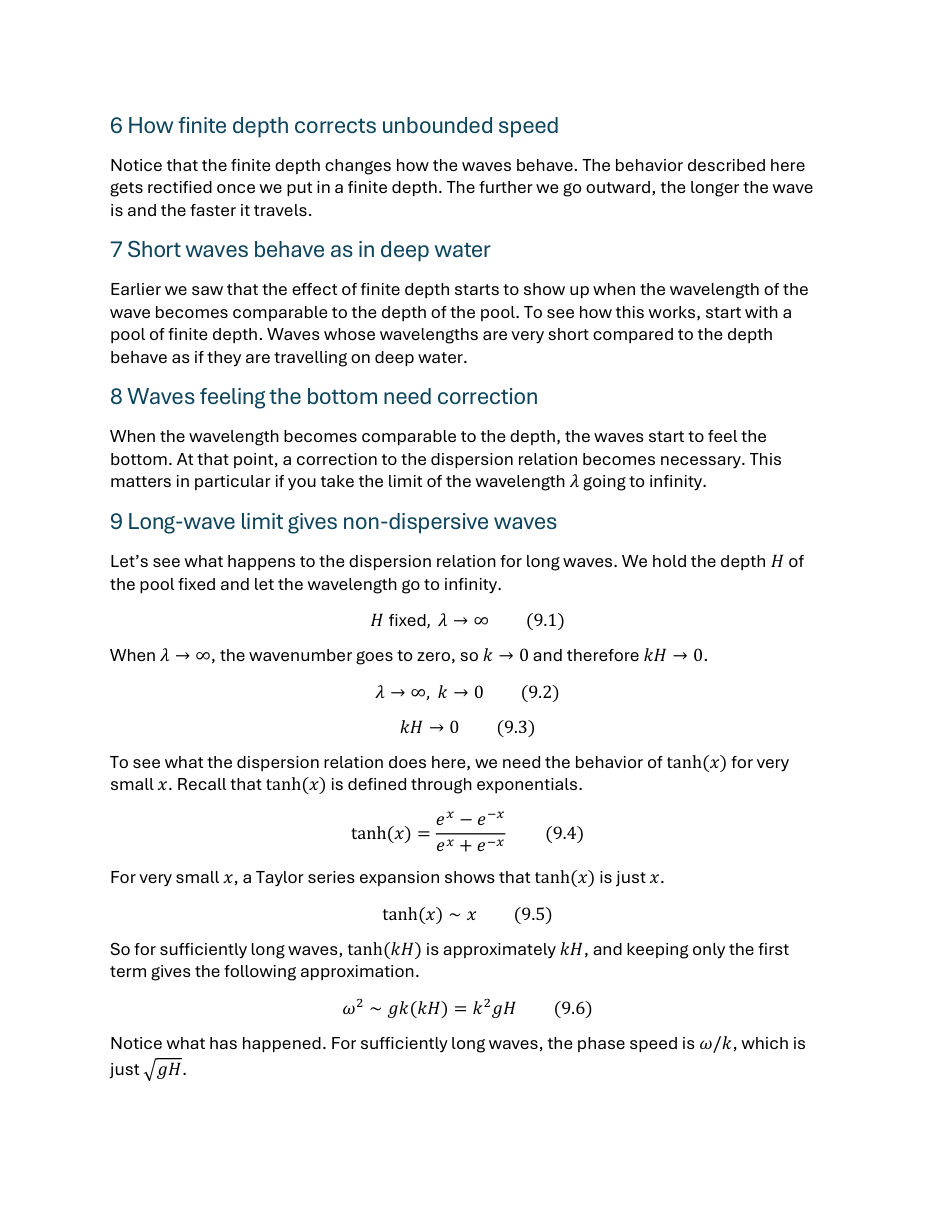 6 How finite depth corrects unbounded speed
Notice that the finite depth changes how the waves behave. The behavior described here
gets rectified once we put in a finite depth. The further we go outward, the longer the wave
is and the faster it travels.
7 Short waves behave as in deep water
Earlier we saw that the effect of finite depth starts to show up when the wavelength of the
wave becomes comparable to the depth of the pool. To see how this works, start with a
pool of finite depth. Waves whose wavelengths are very short compared to the depth
behave as if they are travelling on deep water.
8 Waves feeling the bottom need correction
When the wavelength becomes comparable to the depth, the waves start to feel the
bottom. At that point, a correction to the dispersion relation becomes necessary. This
matters in particular if you take the limit of the wavelength λ going to infinity.
9 Long-wave limit gives non-dispersive waves
Let’s see what happens to the dispersion relation for long waves. We hold the depth H of
the pool fixed and let the wavelength go to infinity.
H fixed, λ → ∞ (9.1)
When λ → ∞, the wavenumber goes to zero, so k → 0 and therefore kH → 0.
λ → ∞, k → 0 (9.2)
kH → 0 (9.3)
To see what the dispersion relation does here, we need the behavior of tanh(x) for very
small x. Recall that tanh(x) is defined through exponentials.
tanh(x) = (e^x − e^−x)/(e^x + e^−x) (9.4)
For very small x, a Taylor series expansion shows that tanh(x) is just x.
tanh(x) ~ x (9.5)
So for sufficiently long waves, tanh(kH) is approximately kH, and keeping only the first
term gives the following approximation.
ω² ~ gk(kH) = k²gH (9.6)
Notice what has happened. For sufficiently long waves, the phase speed is ω/k, which is
just √gH.